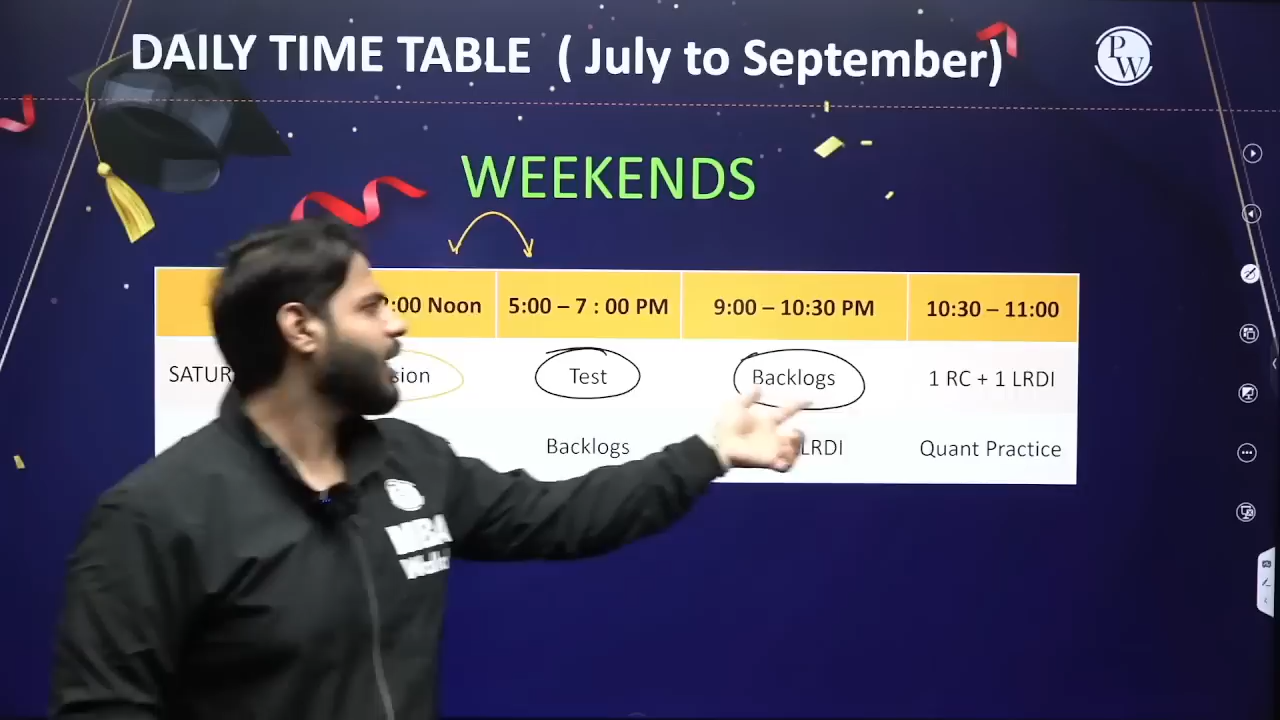 DAILY TIME TABLE ( July to September)
PW
WEEKENDS
:00 Noon 5:00 – 7 : 00 PM 9:00 – 10:30 PM 10:30 – 11:00
SATUR sion Test Backlogs 1 RC + 1 LRDI
Backlogs LRDI Quant Practice
MBA